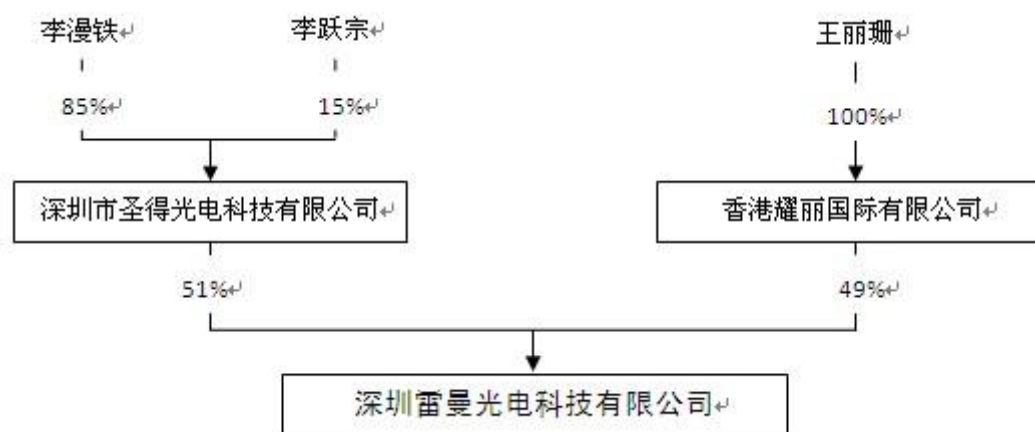 李漫铁 李跃宗 王丽珊
85% 15% 100%
深圳市圣得光电科技有限公司 香港耀丽国际有限公司
51% 49%
深圳雷曼光电科技有限公司